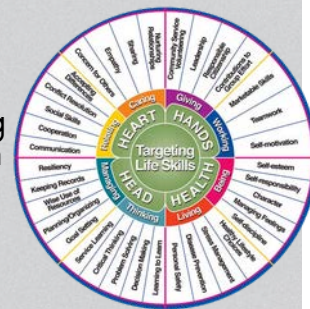 Nurturing
Relationships
Sharing
Empathy
Concern for Others
Accepting
Differences
Conflict Resolution
Social Skills
Cooperation
Communication
Resiliency
Keeping Records
Wise Use of
Resources
Planning/Organizing
Goal Setting
Service Learning
Critical Thinking
Problem Solving
Decision Making
Learning to Learn
Community Service
Volunteering
Leadership
Responsible
Citizenship
Contributions to
Group Effort
Marketable Skills
Teamwork
Self-motivation
Self-esteem
Self-responsibility
Character
Managing Feelings
Self-discipline
Healthy Lifestyle
Choices
Stress Management
Disease Prevention
Personal Safety
Caring
Giving
Working
Being
Living
Thinking
Managing
Relating
HEART
HANDS
HEALTH
HEAD
Targeting
Life Skills
g